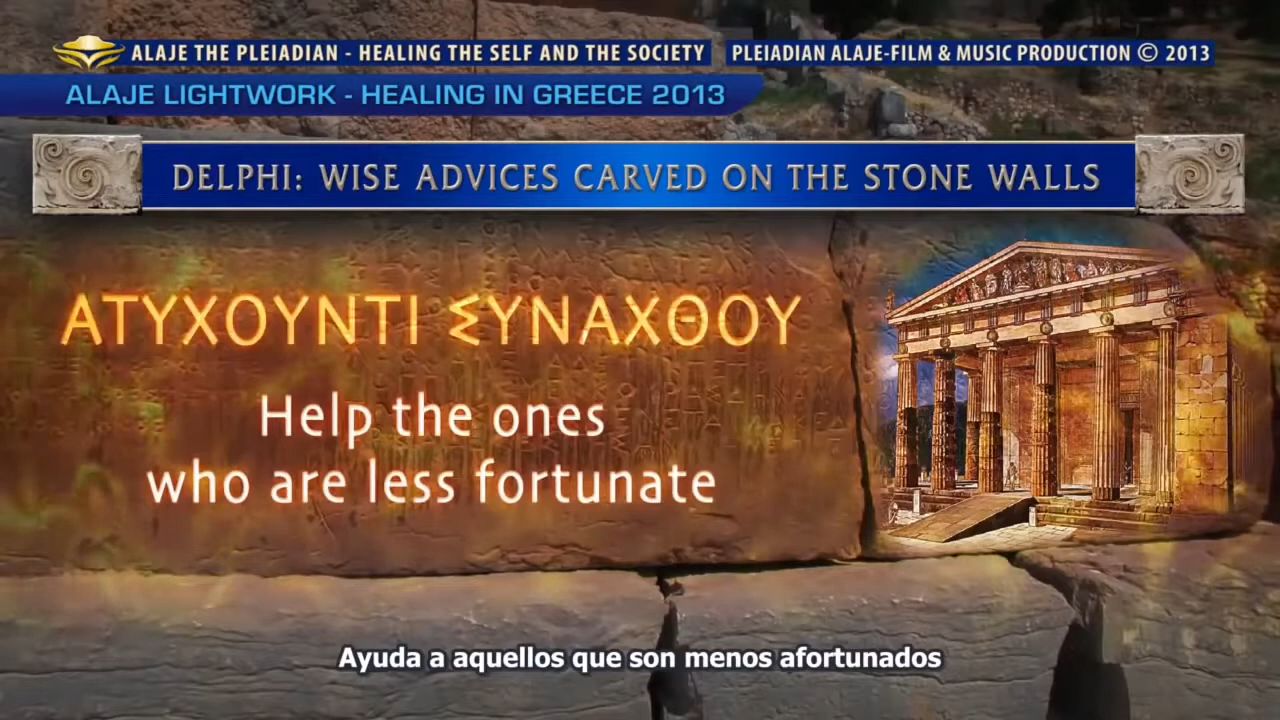 ALAJE THE PLEIADIAN - HEALING THE SELF AND THE SOCIETY
PLEIADIAN ALAJE-FILM & MUSIC PRODUCTION © 2013
ALAJE LIGHTWORK - HEALING IN GREECE 2013
DELPHI: WISE ADVICES CARVED ON THE STONE WALLS
ΑΤΥΧΟΥΝΤΙ ΣΥΝΑΧΘΟΥ
Help the ones
who are less fortunate
Ayuda a aquellos que son menos afortunados